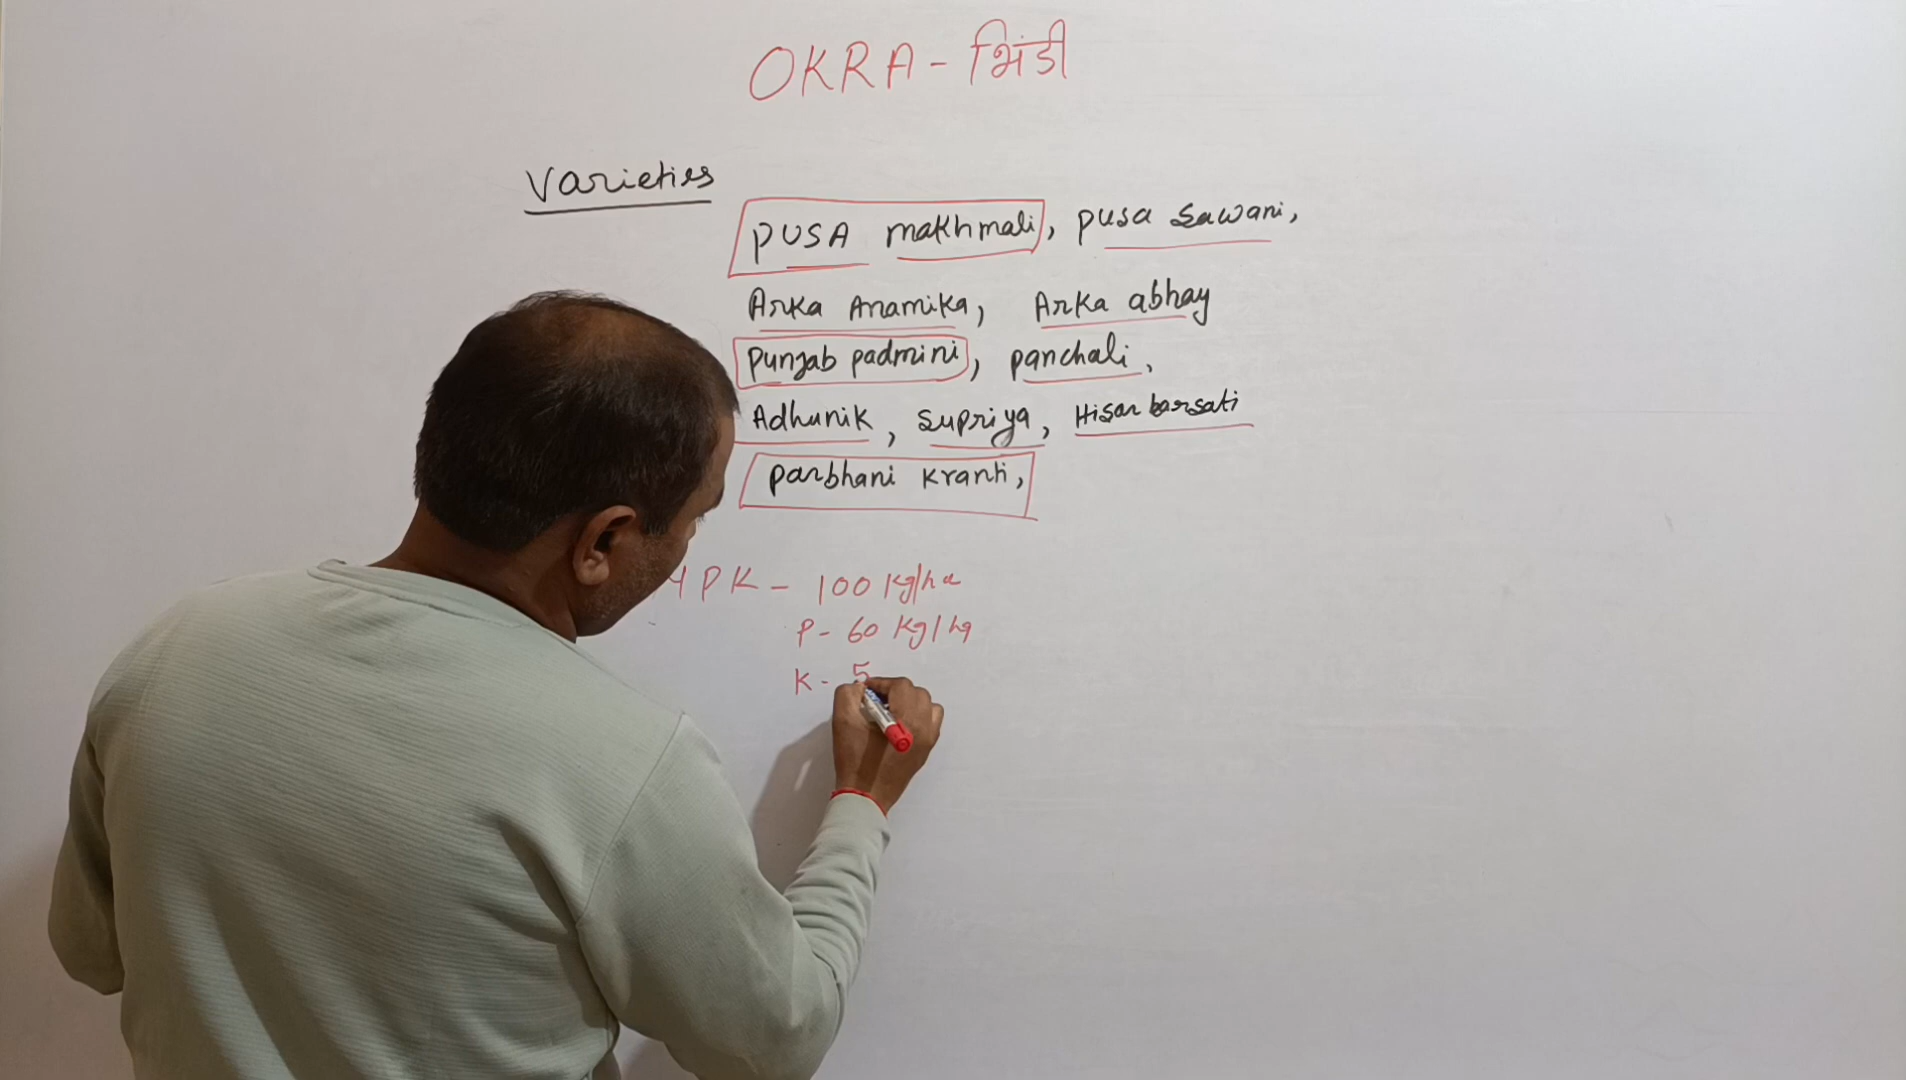 OKRA - भिंडी
Varieties
PUSA makhmali, pusa sawani,
Arka Anamika, Arka abhay
Punjab padmini, panchali,
Adhunik, supriya, Hisar barsati
parbhani kranti,
PK - 100 kg/ha
P - 60 kg/ha
K - 5